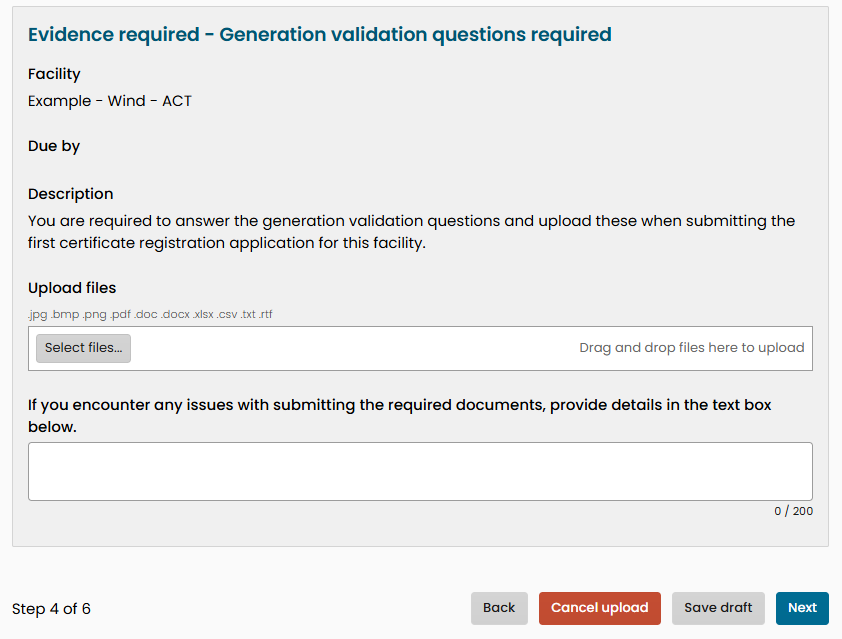 Evidence required - Generation validation questions required
Facility
Example - Wind - ACT
Due by
Description
You are required to answer the generation validation questions and upload these when submitting the
first certificate registration application for this facility.
Upload files
.jpg .bmp .png .pdf .doc .docx .xlsx .csv .txt .rtf
Select files...
Drag and drop files here to upload
If you encounter any issues with submitting the required documents, provide details in the text box
below.
0 / 200
Step 4 of 6
Back
Cancel upload
Save draft
Next